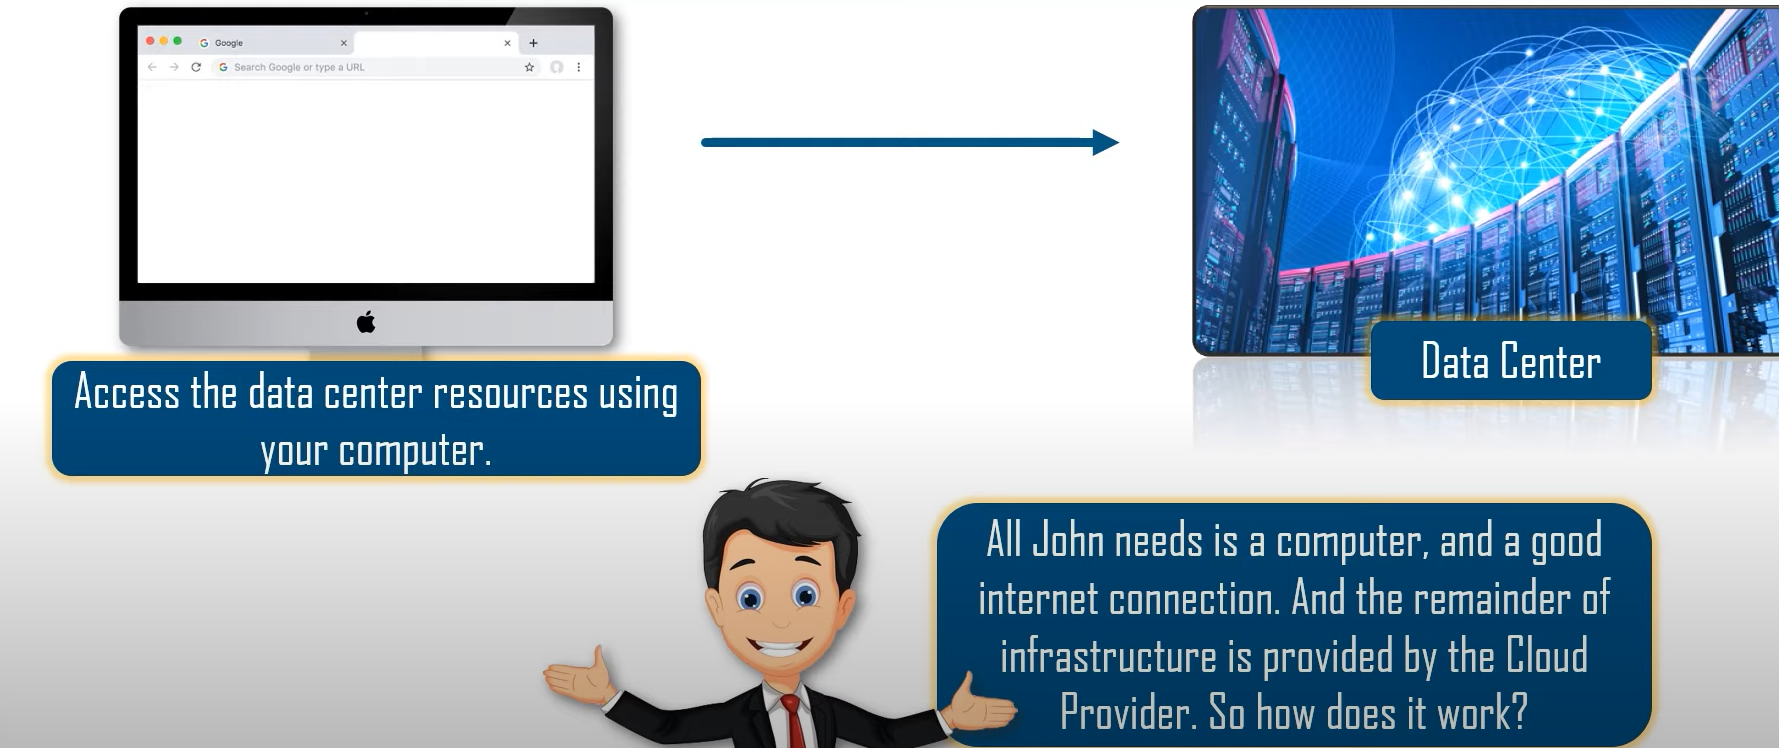 Google
Search Google or type a URL
Data Center
Access the data center resources using
your computer.
All John needs is a computer, and a good
internet connection. And the remainder of
infrastructure is provided by the Cloud
Provider. So how does it work?